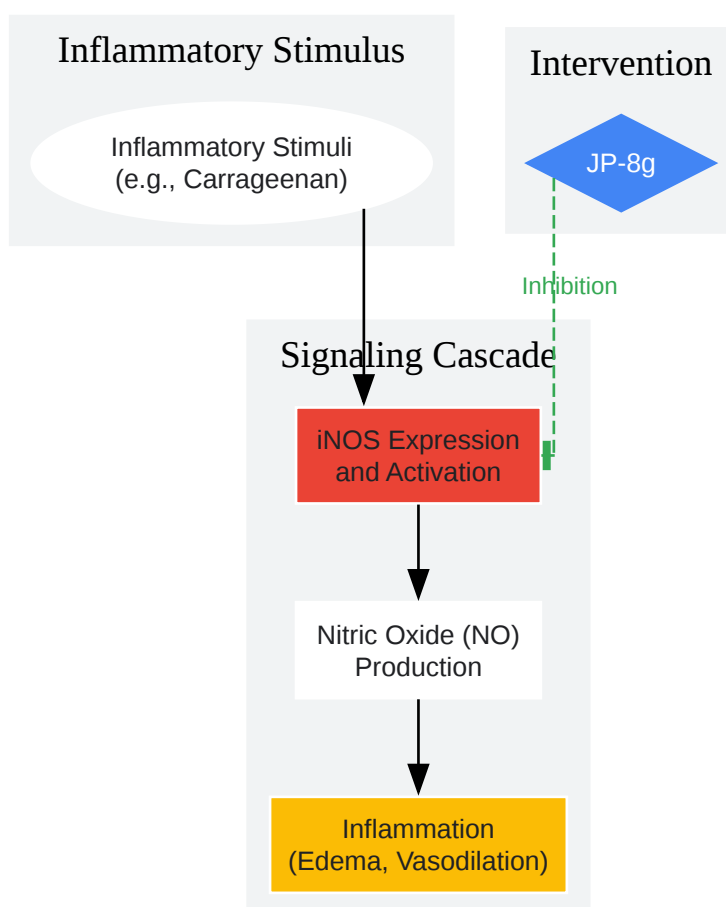 Inflammatory Stimulus
Inflammatory Stimuli
(e.g., Carrageenan)
Intervention
JP-8g
Inhibition
Signaling Cascade
iNOS Expression
and Activation
Nitric Oxide (NO)
Production
Inflammation
(Edema, Vasodilation)